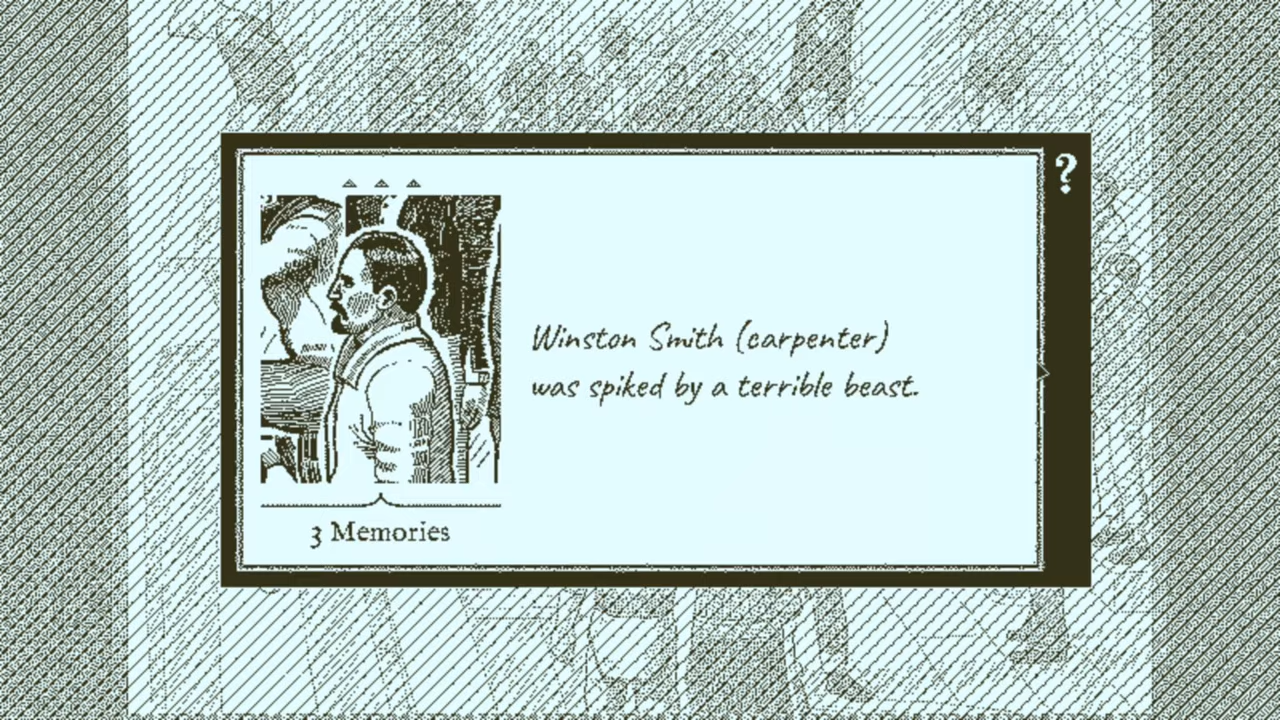 ?
Winston Smith (carpenter)
was spiked by a terrible beast.
3 Memories